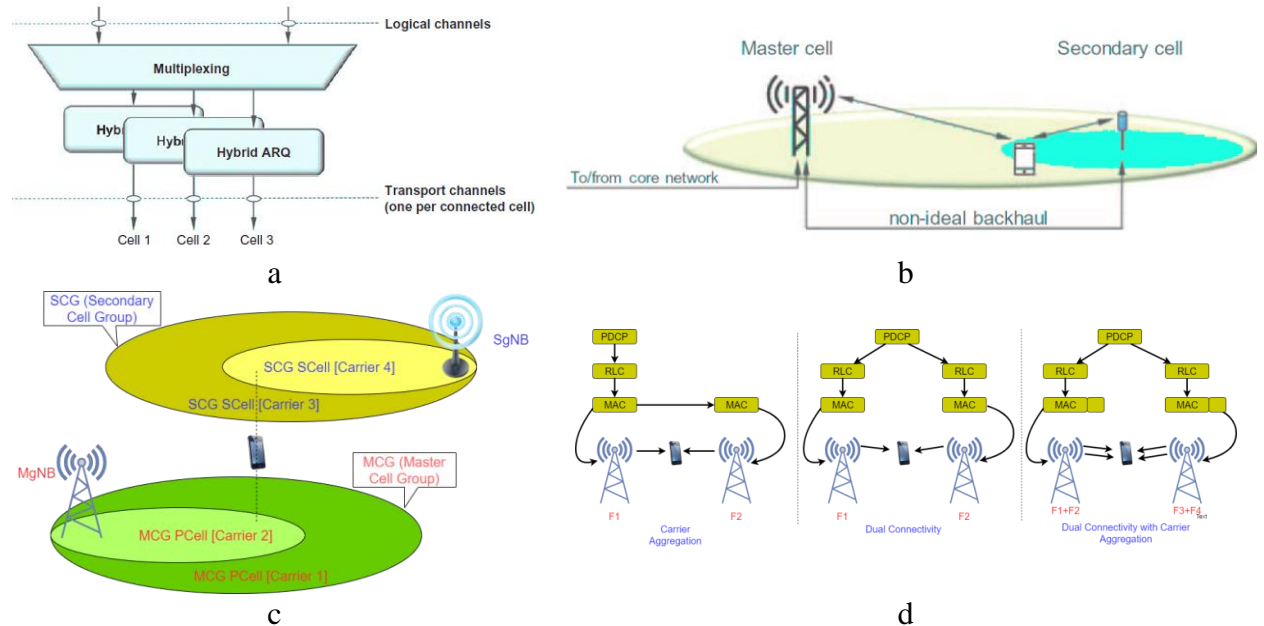 Logical channels
Multiplexing
Hyb
Hyb
Hybrid ARQ
Transport channels
(one per connected cell)
Cell 1
Cell 2
Cell 3
a
Master cell
Secondary cell
To/from core network
non-ideal backhaul
b
SCG (Secondary
Cell Group)
SgNB
SCG SCell [Carrier 4]
SCG SCell [Carrier 3]
MgNB
MCG (Master
Cell Group)
MCG PCell [Carrier 2]
MCG PCell [Carrier 1]
c
PDCP
RLC
MAC
MAC
F1
F2
Carrier
Aggregation
PDCP
RLC
RLC
MAC
MAC
F1
F2
Dual Connectivity
PDCP
RLC
RLC
MAC
MAC
F1+F2
F3+F4
Text
Dual Connectivity with Carrier
Aggregation
d